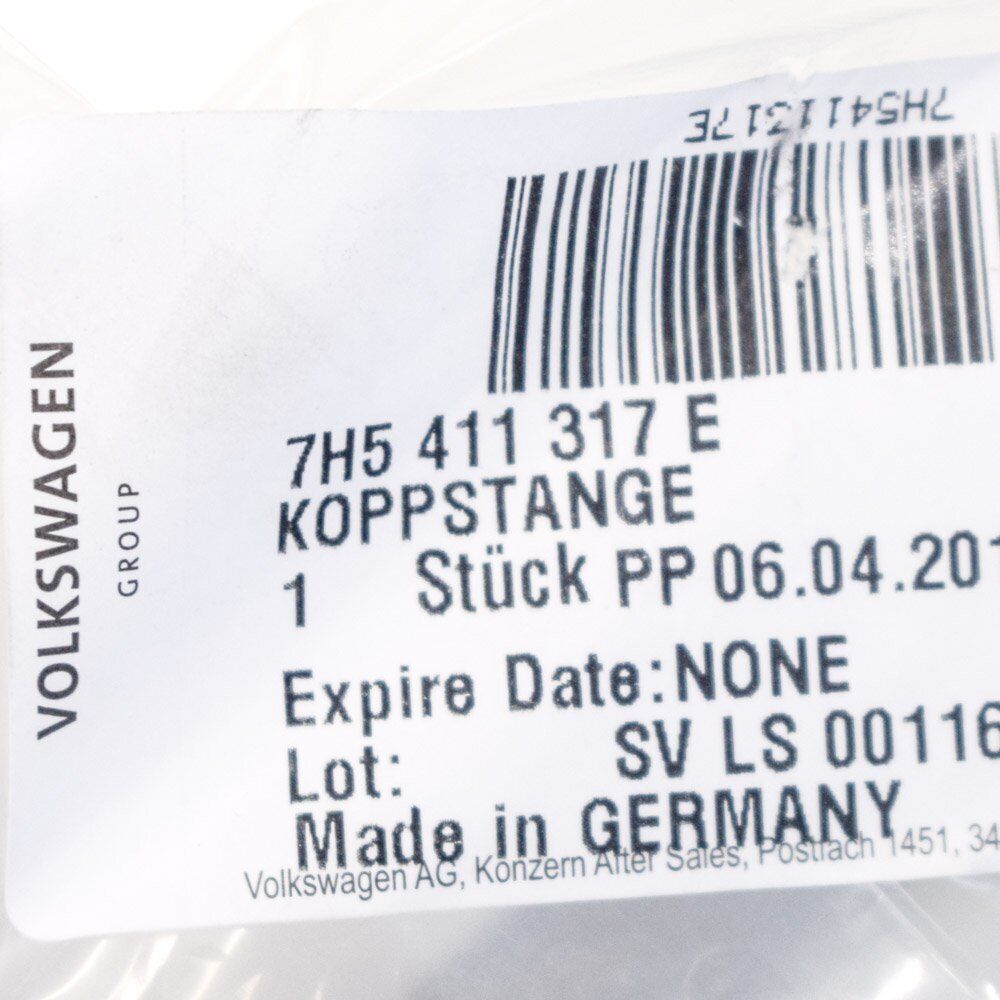 7H5411317E
VOLKSWAGEN
GROUP
7H5 411 317 E
KOPPSTANGE
1 Stück PP 06.04.201
Expire Date:NONE
Lot: SV LS 00116
Made in GERMANY
Volkswagen AG, Konzern After Sales, Postfach 1451, 34